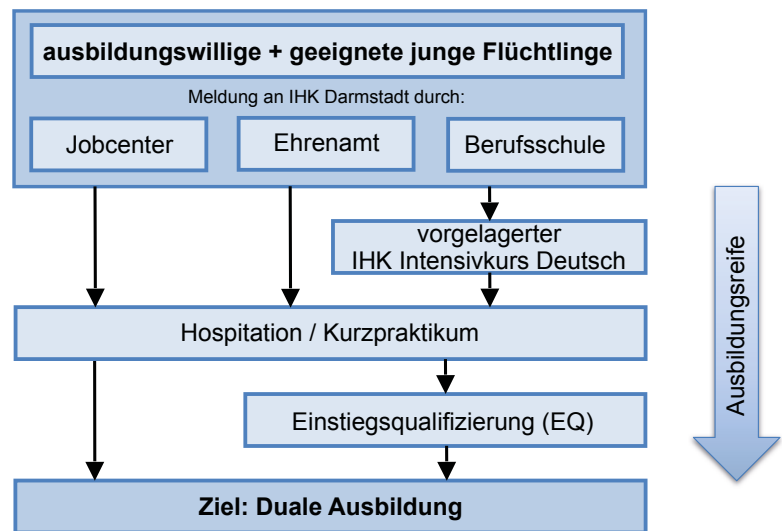 ausbildungswillige + geeignete junge Flüchtlinge
Meldung an IHK Darmstadt durch:
Jobcenter
Ehrenamt
Berufsschule
vorgelagerter
IHK Intensivkurs Deutsch
Hospitation / Kurzpraktikum
Einstiegsqualifizierung (EQ)
Ziel: Duale Ausbildung
Ausbildungsreife